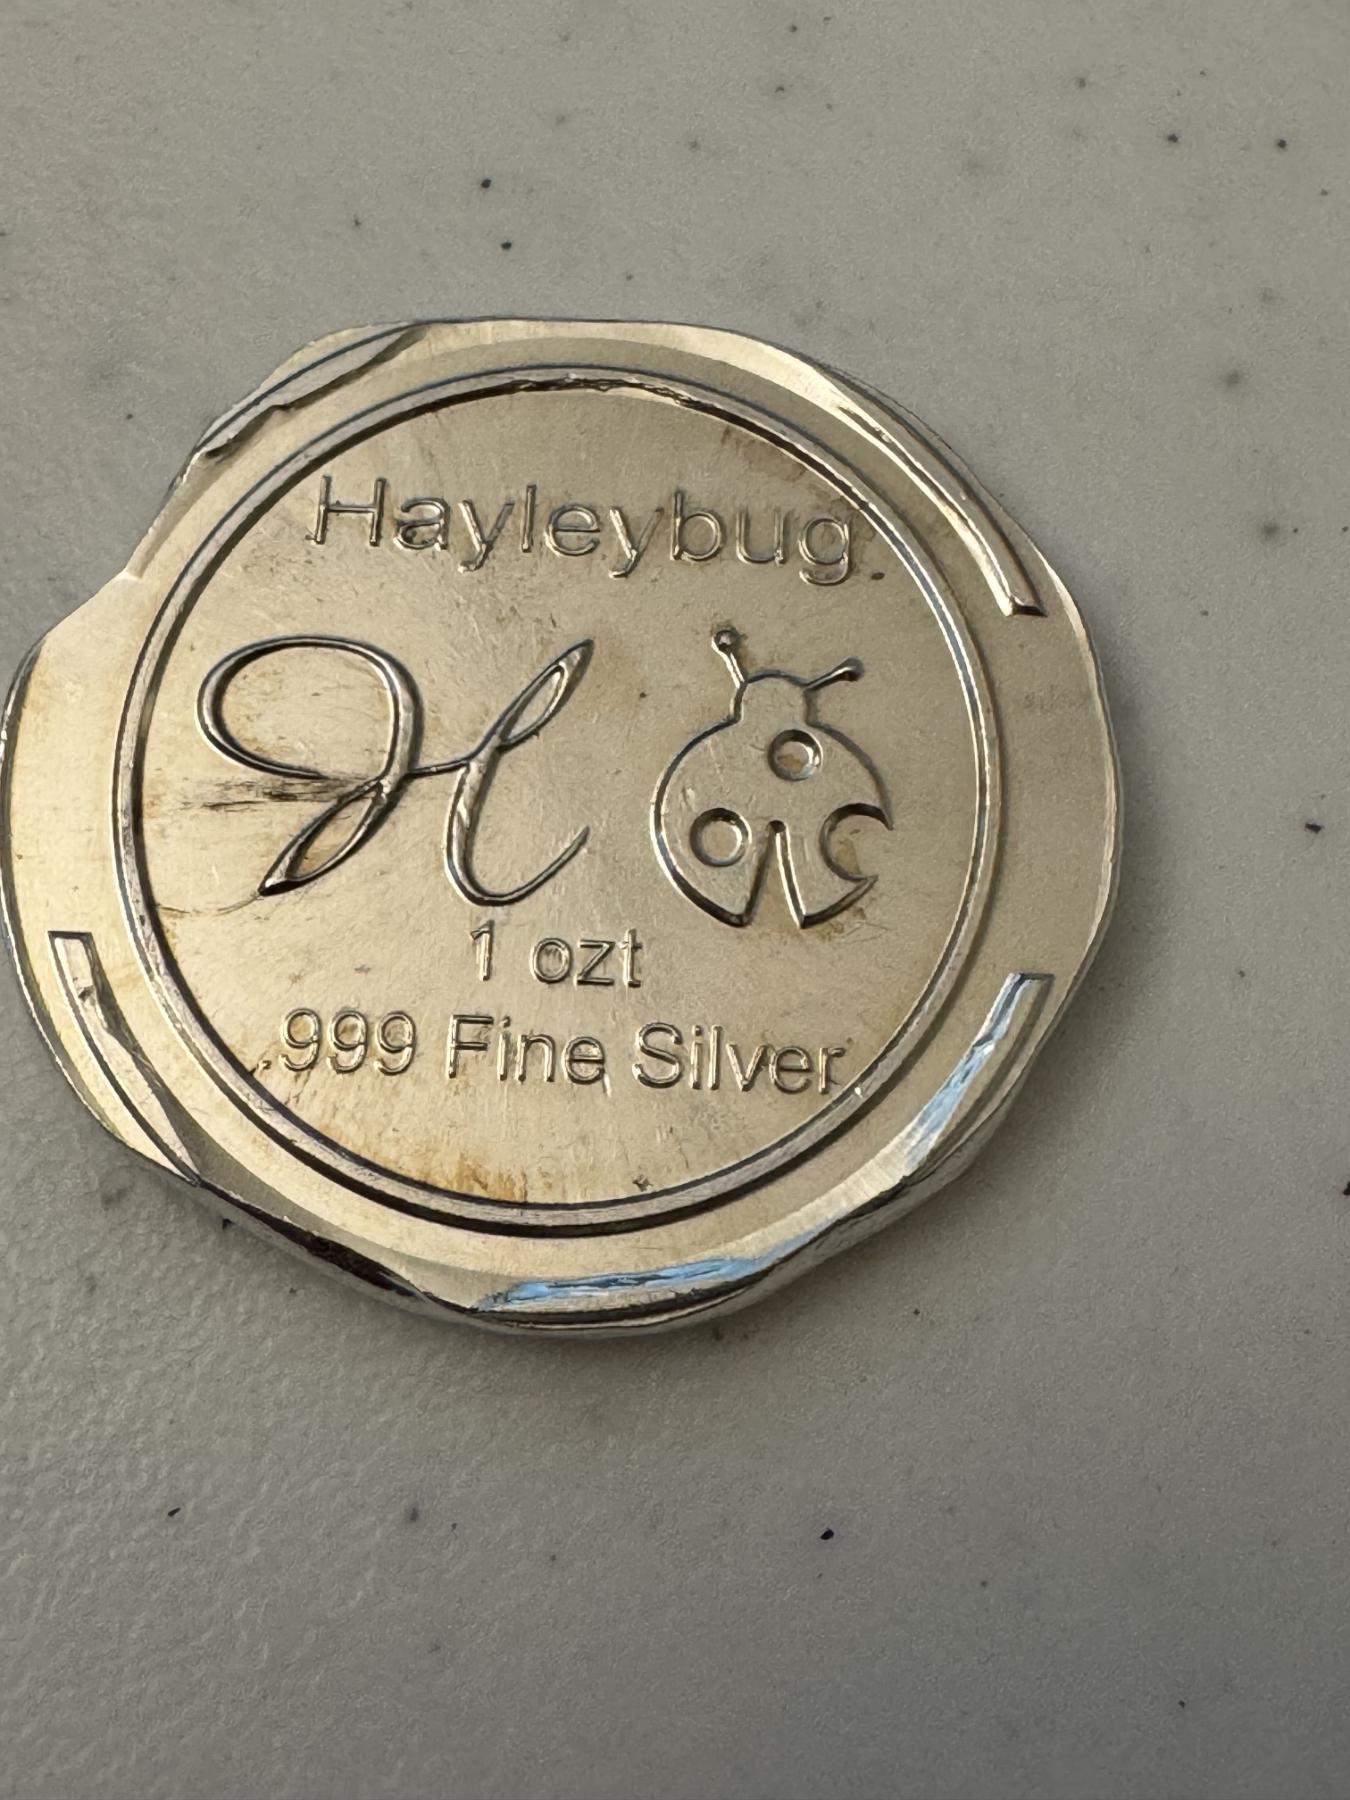 Hayleybug
H
1 ozt
.999 Fine Silver